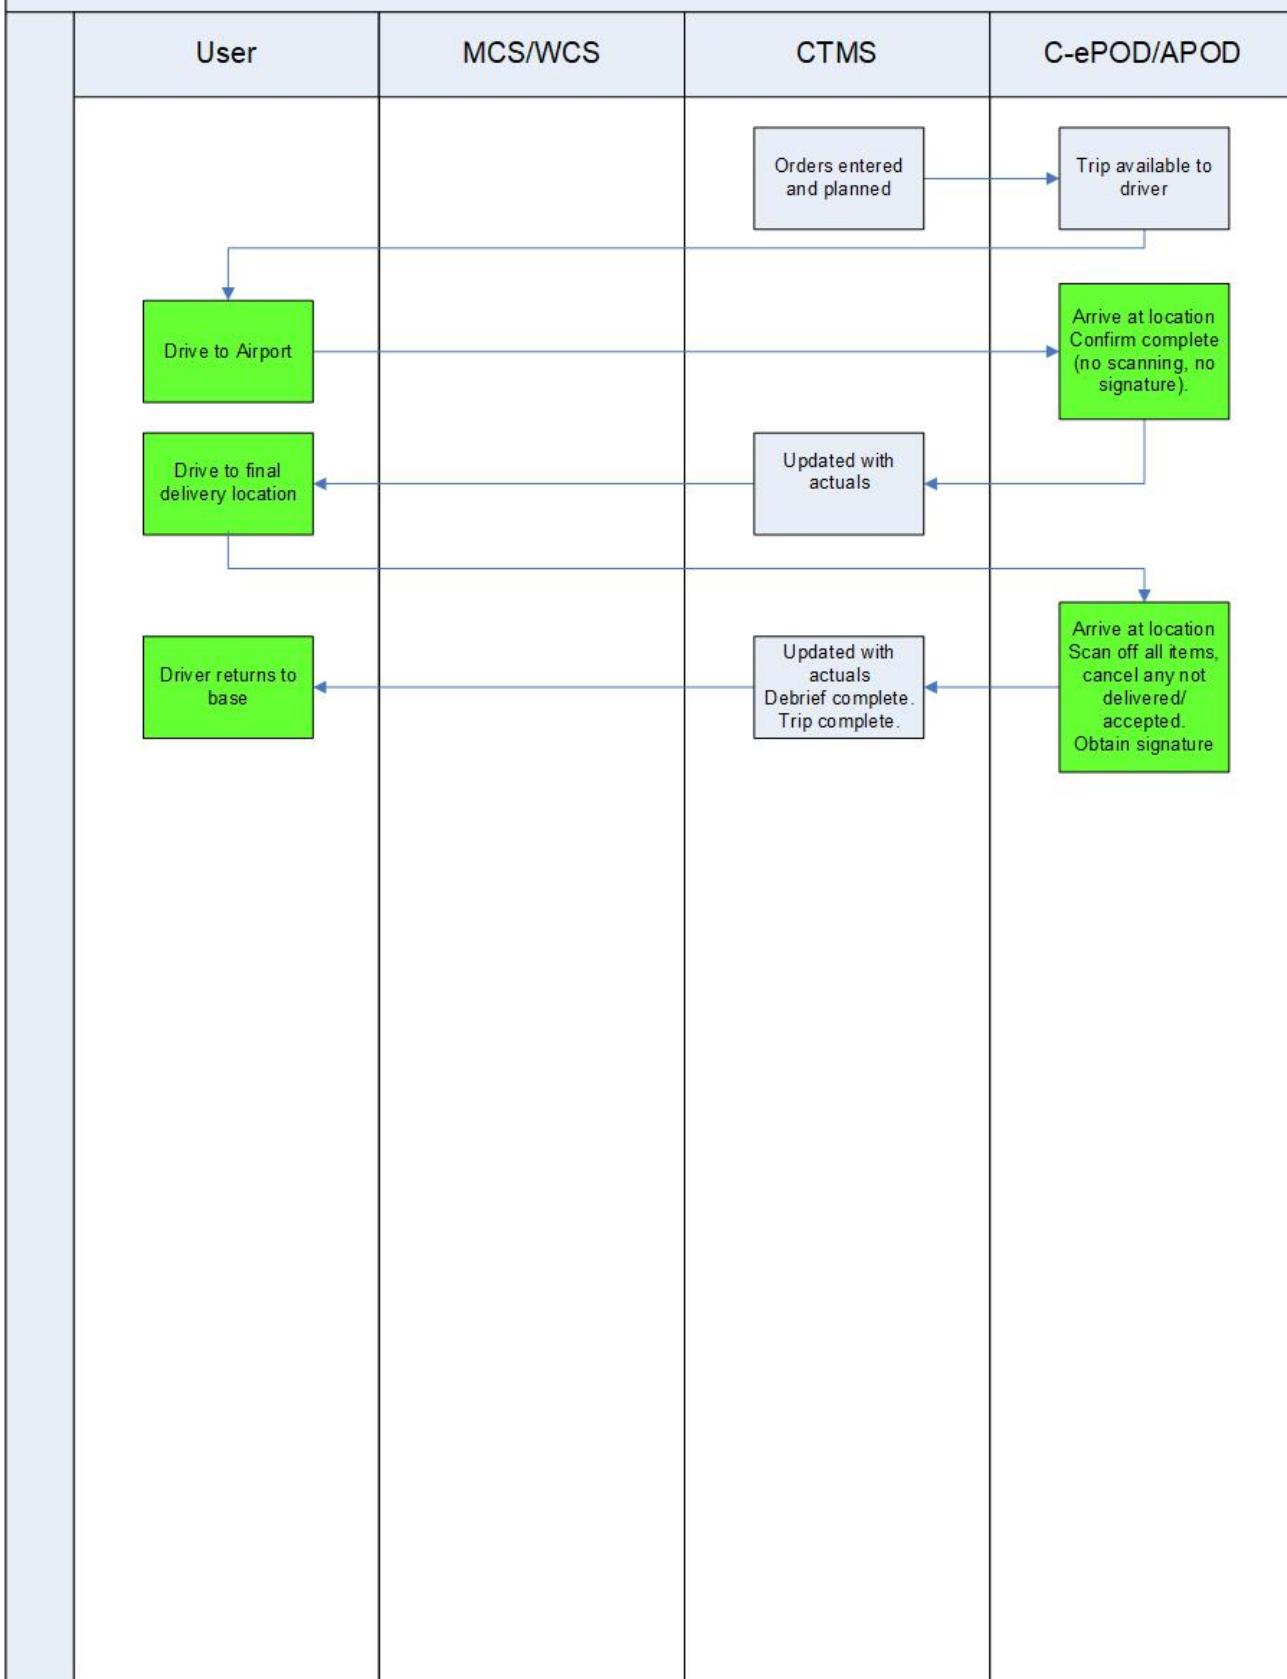 User
MCS/WCS
CTMS
C-ePOD/APOD
Orders entered
and planned
Trip available to
driver
Drive to Airport
Arrive at location
Confirm complete
(no scanning, no
signature).
Drive to final
delivery location
Updated with
actuals
Driver returns to
base
Updated with
actuals
Debrief complete.
Trip complete.
Arrive at location
Scan off all items,
cancel any not
delivered/
accepted.
Obtain signature